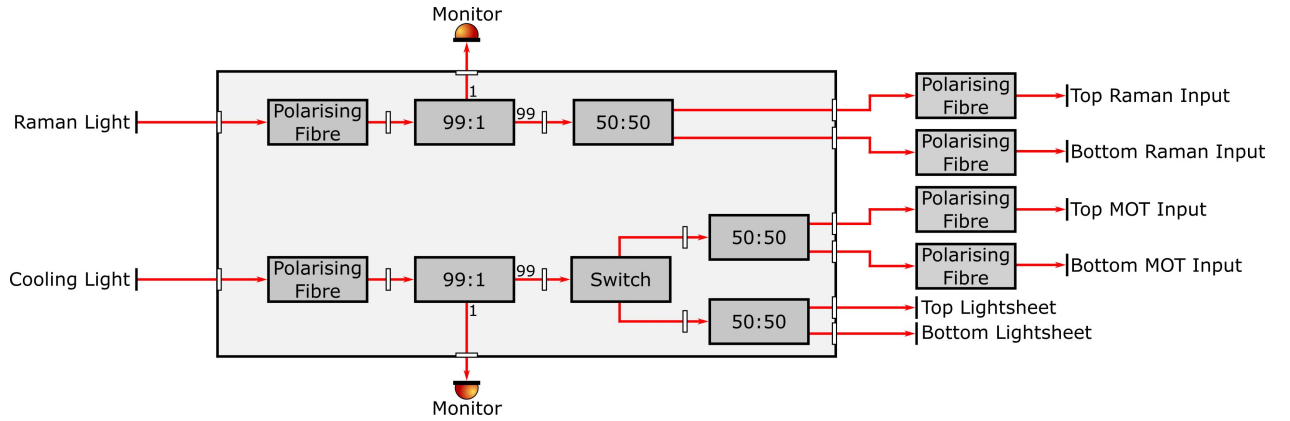 Monitor
Raman Light
Polarising
Fibre
99:1
1
99
50:50
Polarising
Fibre
Top Raman Input
Polarising
Fibre
Bottom Raman Input
Cooling Light
Polarising
Fibre
99:1
1
99
Switch
50:50
50:50
Polarising
Fibre
Top MOT Input
Polarising
Fibre
Bottom MOT Input
Top Lightsheet
Bottom Lightsheet
Monitor